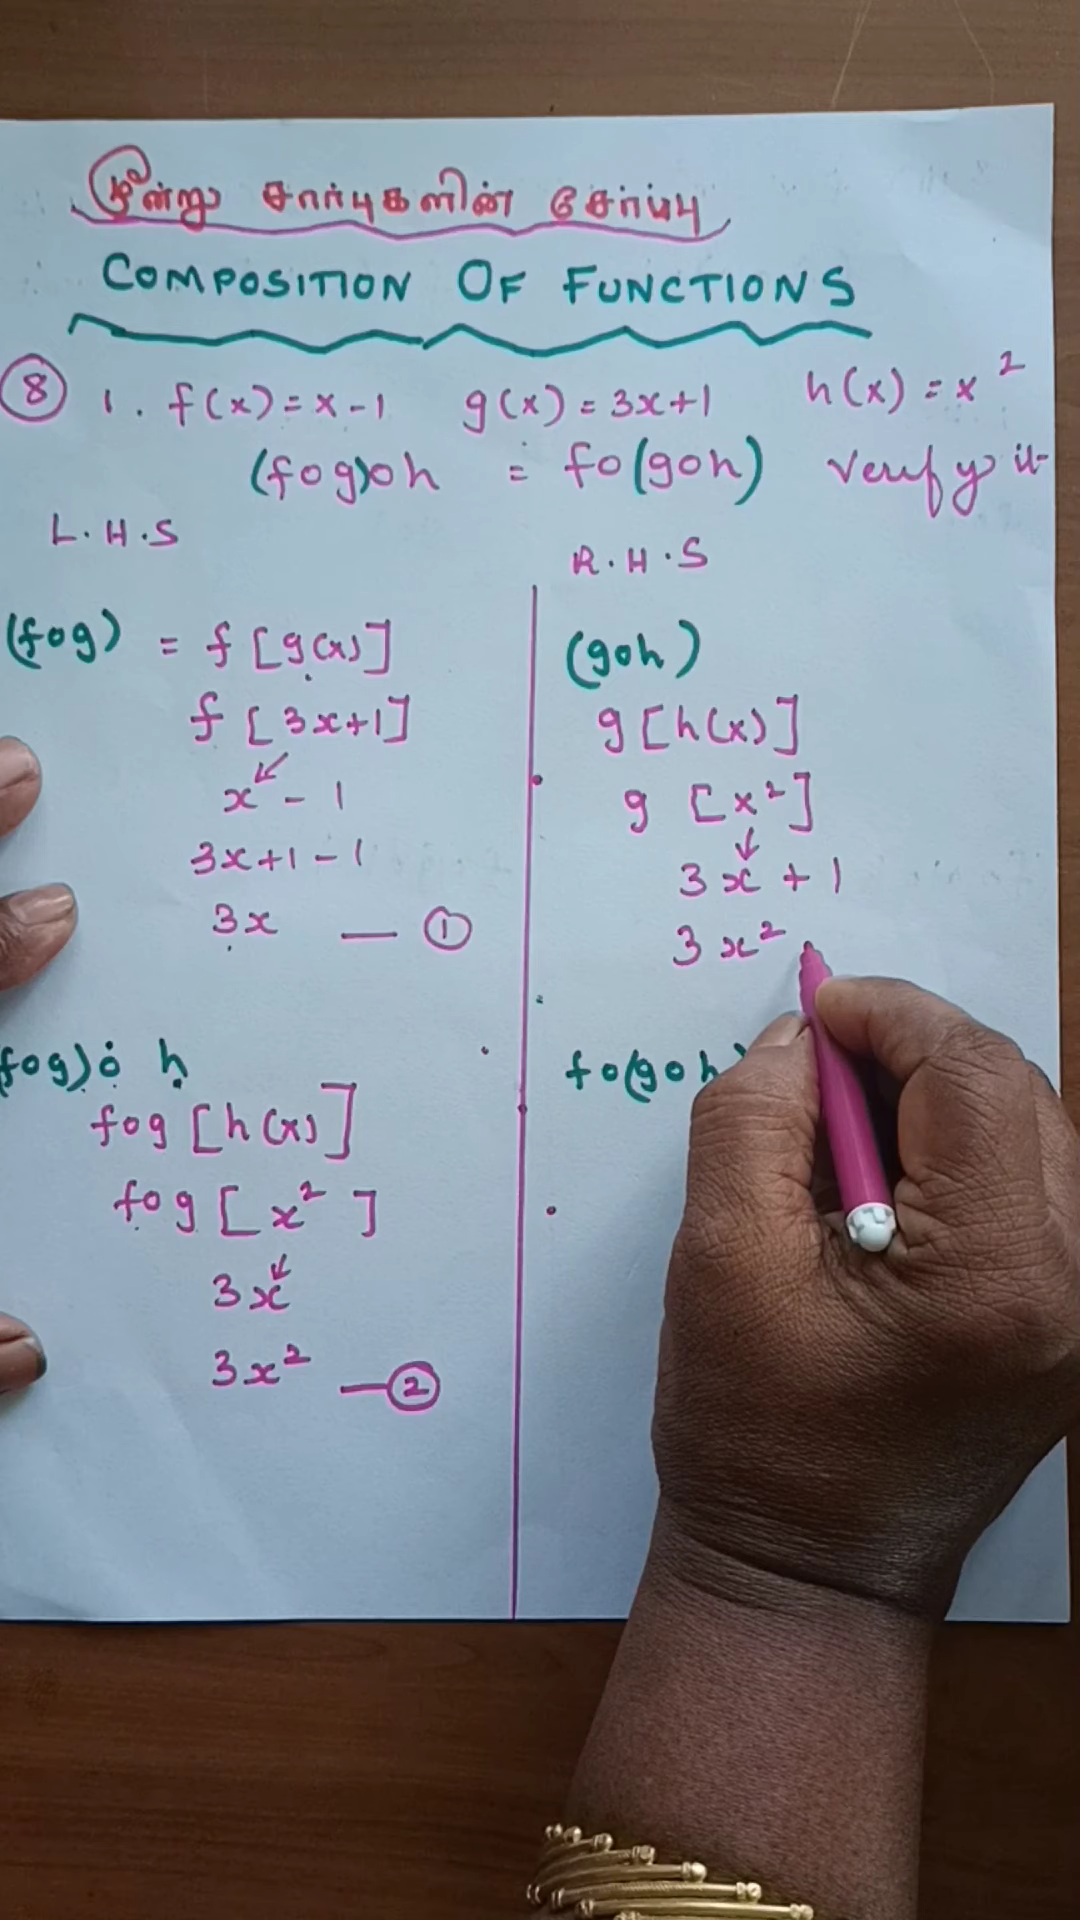 மூன்று சார்புகளின் சேர்ப்பு
COMPOSITION OF FUNCTIONS
8 1. f(x) = x - 1 g(x) = 3x+1 h(x) = x²
(fog)oh = fo(goh) verify it
L.H.S
(fog) = f [g(x)]
f [3x+1]
x - 1
3x+1 - 1
3x — 1
fog) o h
fog [h(x)]
fog [x²]
3x
3x² — 2
R.H.S
(goh)
g[h(x)]
g [x²]
3x + 1
3x²
fo(goh)